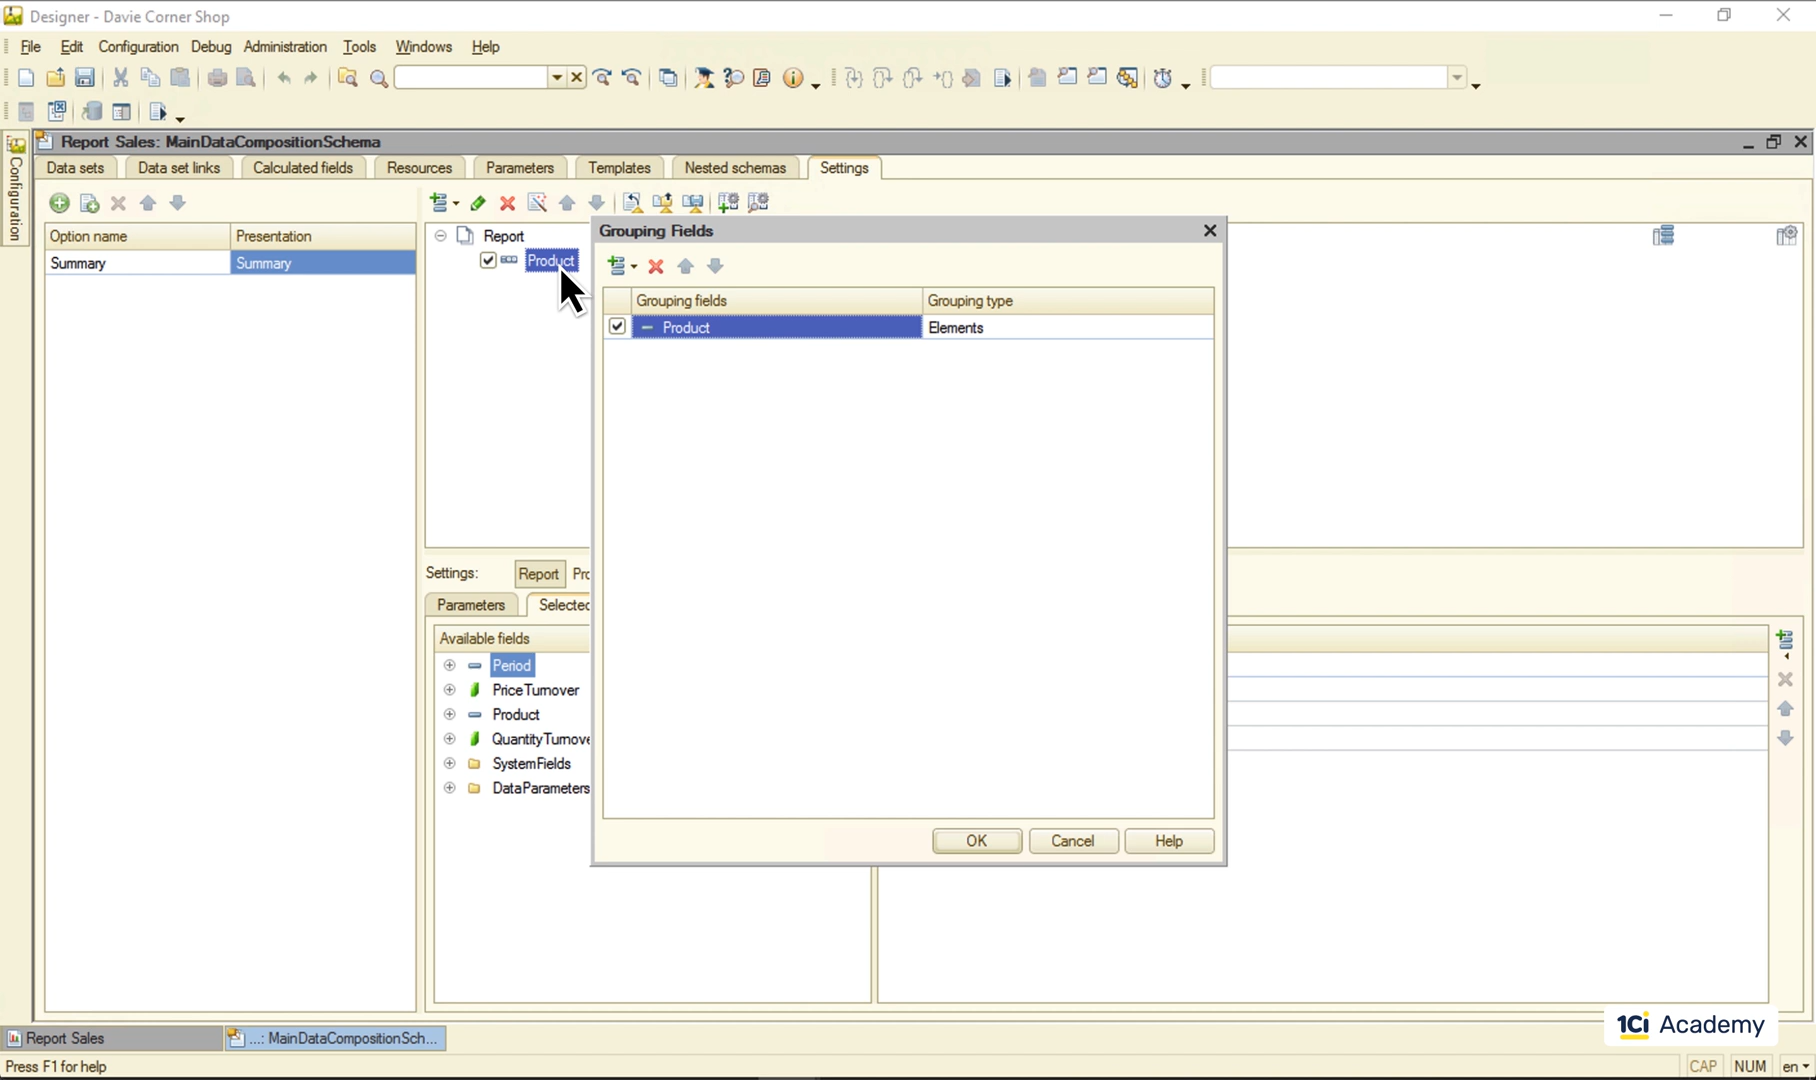 Designer - Davie Corner Shop
File Edit Configuration Debug Administration Tools Windows Help
Configuration
Report Sales: MainDataCompositionSchema
Data sets Data set links Calculated fields Resources Parameters Templates Nested schemas Settings
Option name Presentation
Summary Summary
Report
Product
Grouping Fields
Grouping fields Grouping type
Product Elements
OK Cancel Help
Settings: Report Pro
Parameters Selected
Available fields
Period
PriceTurnover
Product
QuantityTurnove
SystemFields
DataParameters
1Ci Academy
Report Sales ...: MainDataCompositionSch...
Press F1 for help CAP NUM en